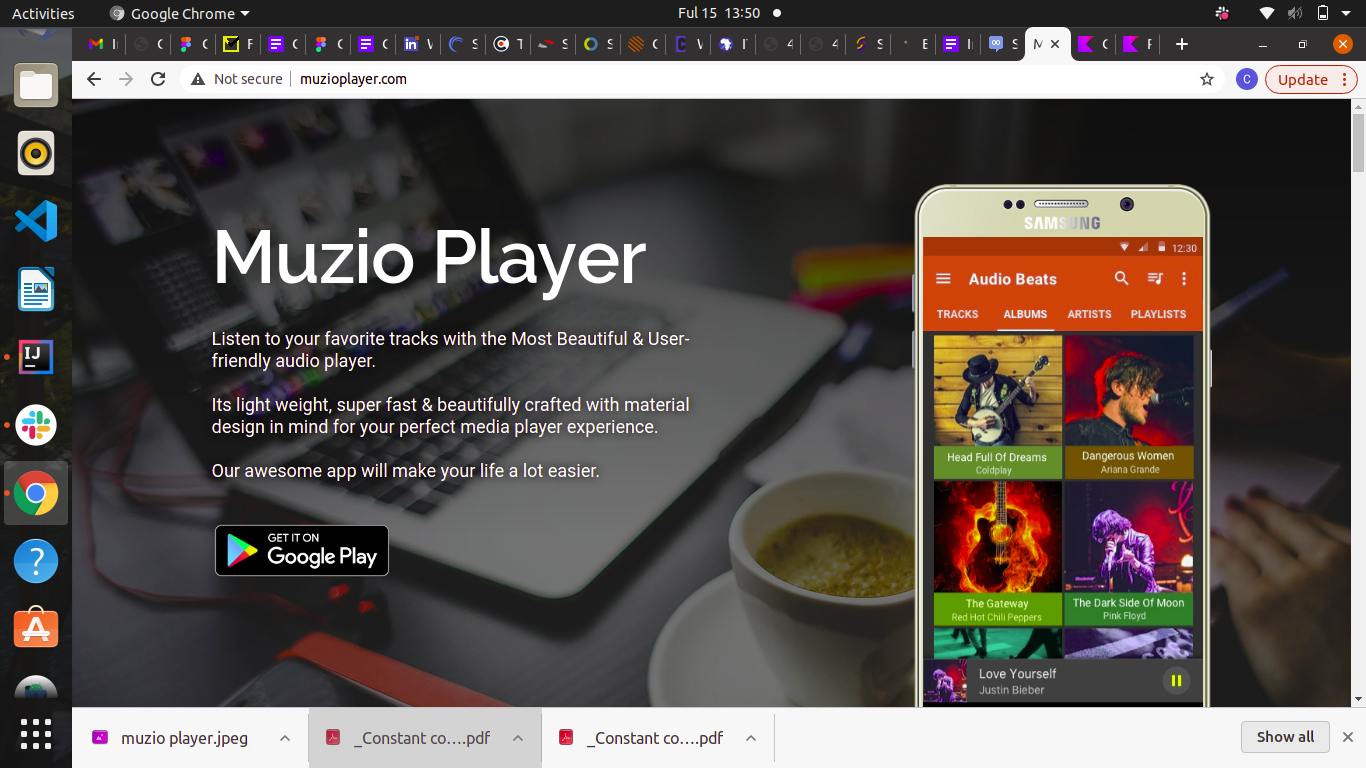 Activities
Google Chrome
Ful 15 13:50
Not secure
muzioplayer.com
C
Update
SAMSUNG
12:30
Audio Beats
TRACKS ALBUMS ARTISTS PLAYLISTS
Muzio Player
Listen to your favorite tracks with the Most Beautiful & User-
friendly audio player.
Its light weight, super fast & beautifully crafted with material
design in mind for your perfect media player experience.
Our awesome app will make your life a lot easier.
GET IT ON
Google Play
Head Full Of Dreams
Coldplay
Dangerous Women
Ariana Grande
The Gateway
Red Hot Chili Peppers
The Dark Side Of Moon
Pink Floyd
Love Yourself
Justin Bieber
IJ
muzio player.jpeg
_Constant co....pdf
_Constant co....pdf
Show all